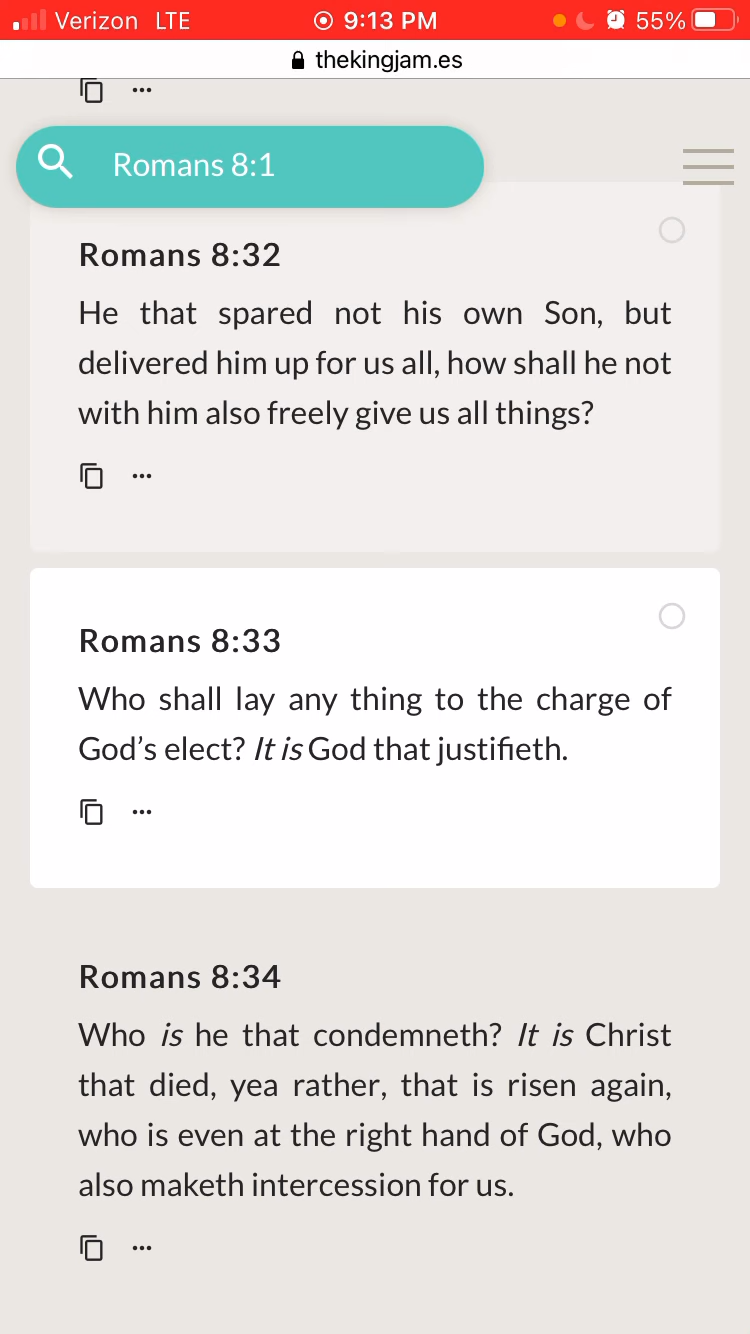 Verizon LTE 9:13 PM 55%
thekingjam.es
Romans 8:1
Romans 8:32
He that spared not his own Son, but
delivered him up for us all, how shall he not
with him also freely give us all things?
Romans 8:33
Who shall lay any thing to the charge of
God’s elect? It is God that justifieth.
Romans 8:34
Who is he that condemneth? It is Christ
that died, yea rather, that is risen again,
who is even at the right hand of God, who
also maketh intercession for us.